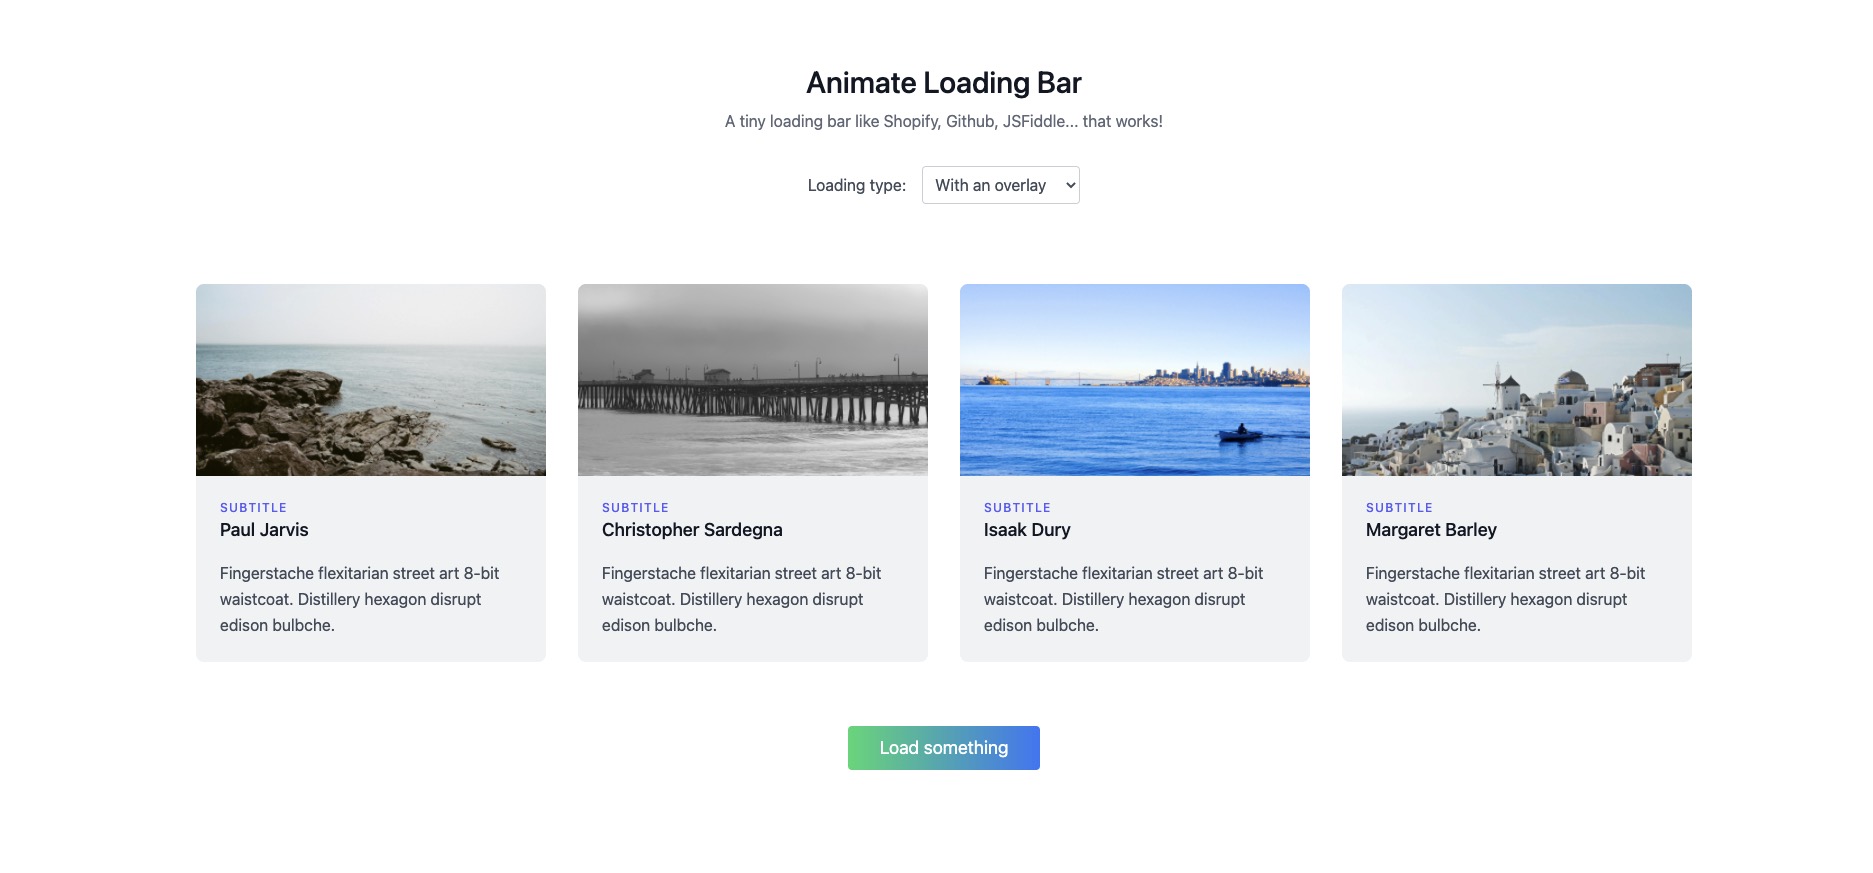 Animate Loading Bar
A tiny loading bar like Shopify, Github, JSFiddle... that works!
Loading type: With an overlay
SUBTITLE
Paul Jarvis
Fingerstache flexitarian street art 8-bit
waistcoat. Distillery hexagon disrupt
edison bulbche.
SUBTITLE
Christopher Sardegna
Fingerstache flexitarian street art 8-bit
waistcoat. Distillery hexagon disrupt
edison bulbche.
SUBTITLE
Isaak Dury
Fingerstache flexitarian street art 8-bit
waistcoat. Distillery hexagon disrupt
edison bulbche.
SUBTITLE
Margaret Barley
Fingerstache flexitarian street art 8-bit
waistcoat. Distillery hexagon disrupt
edison bulbche.
Load something